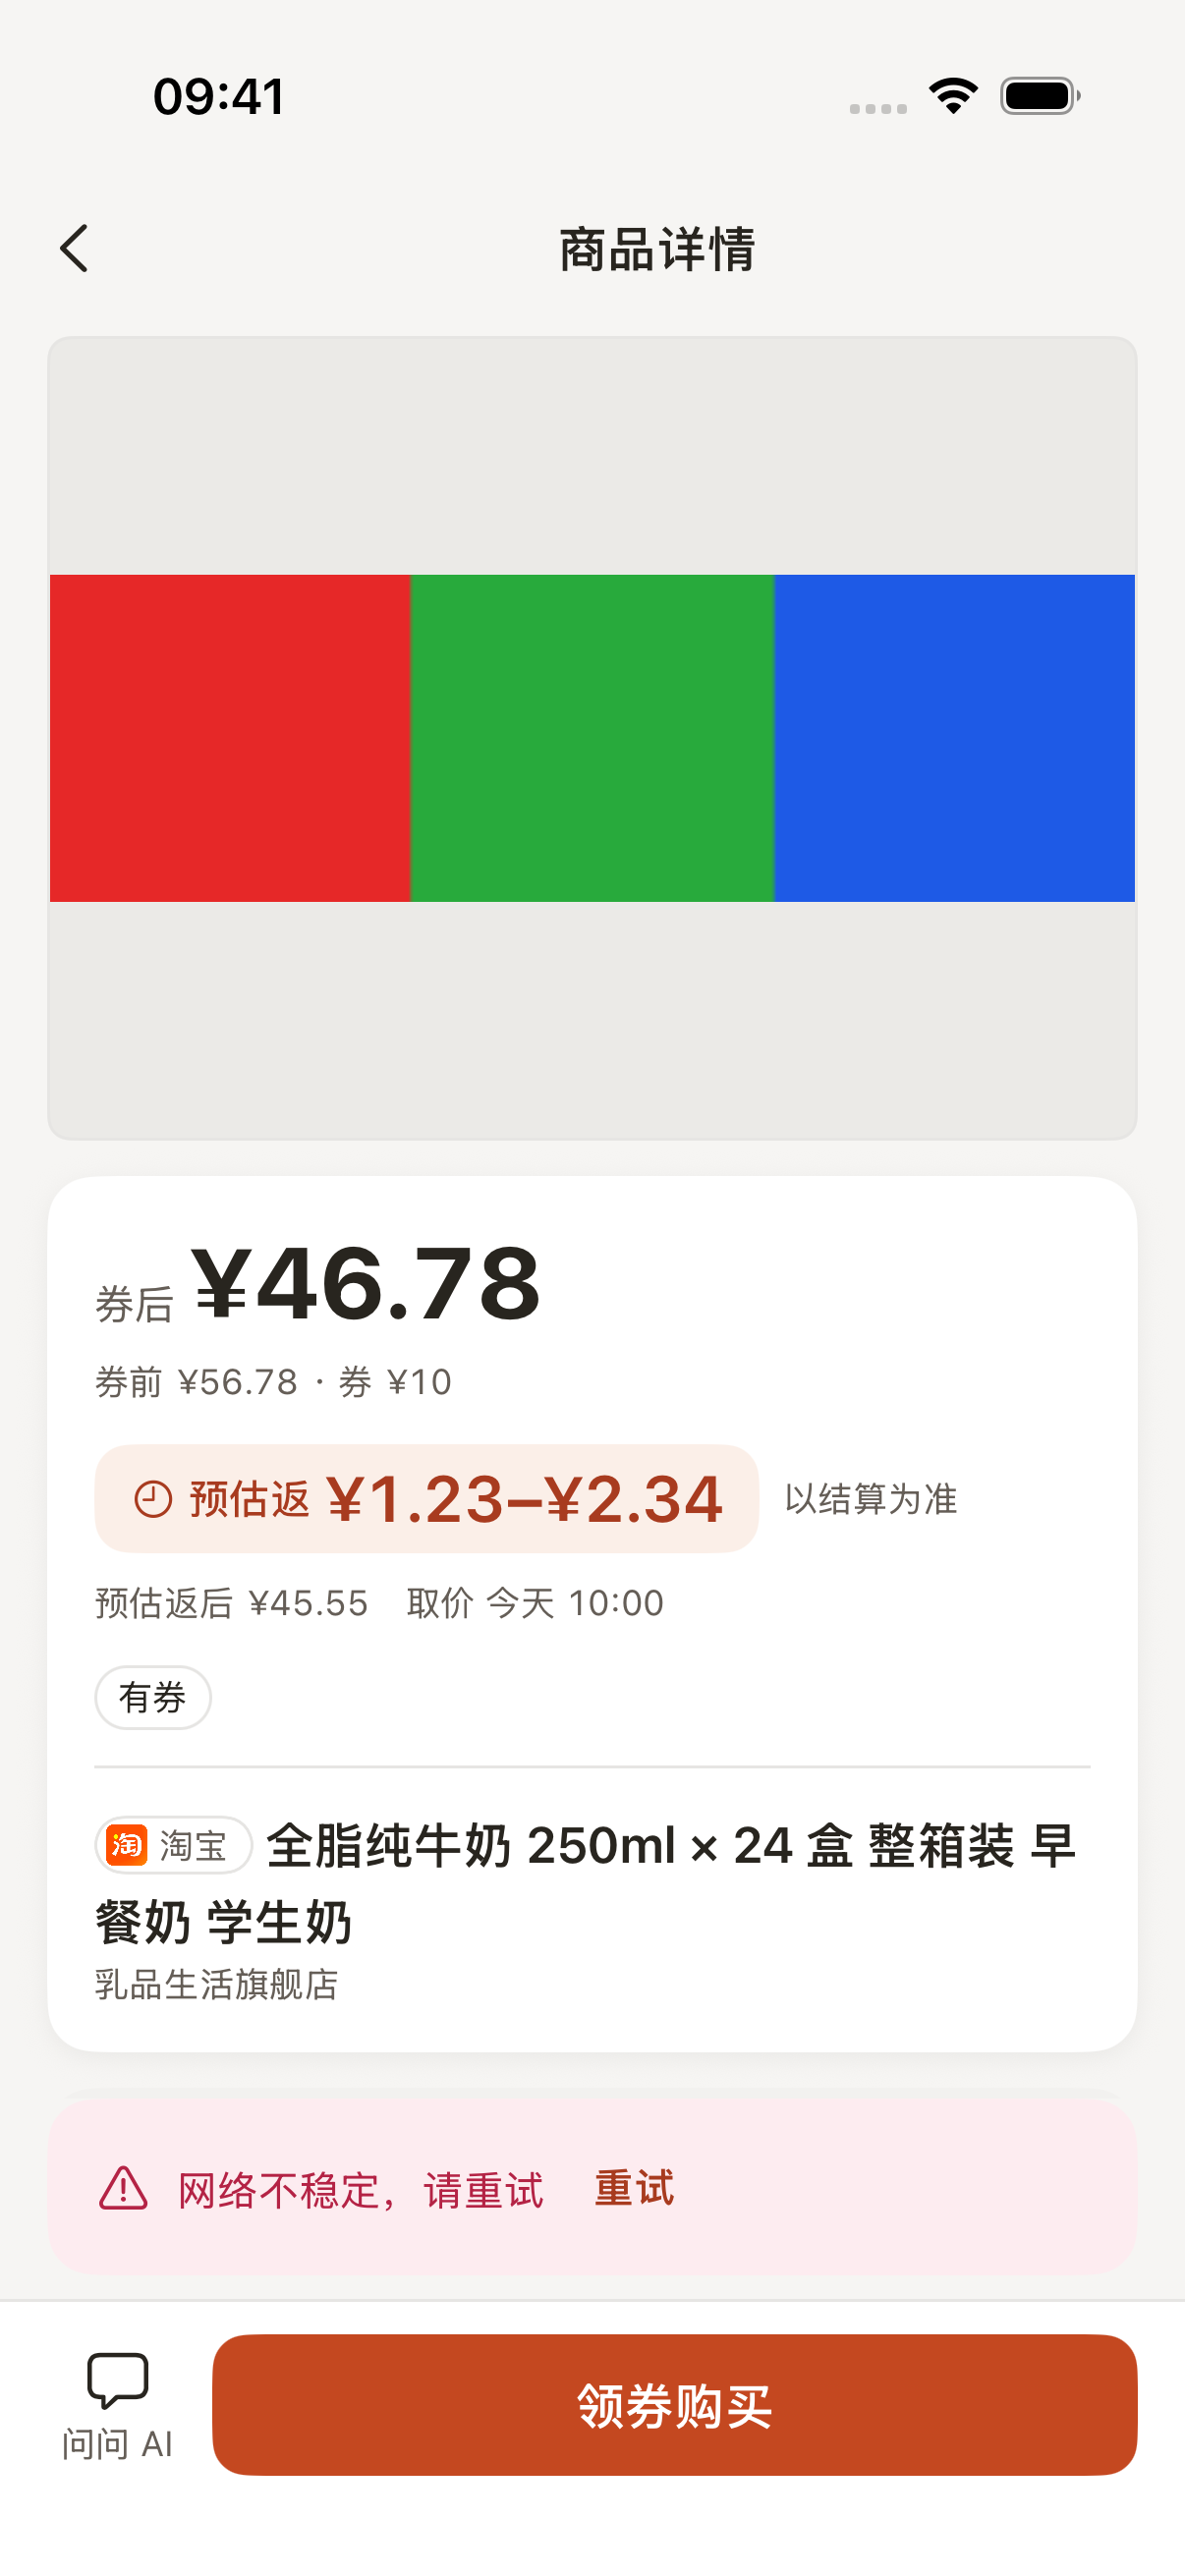 09:41
商品详情
券后 ¥46.78
券前 ¥56.78 · 券 ¥10
预估返 ¥1.23–¥2.34 以结算为准
预估返后 ¥45.55 取价 今天 10:00
有券
淘 淘宝 全脂纯牛奶 250ml × 24 盒 整箱装 早
餐奶 学生奶
乳品生活旗舰店
网络不稳定，请重试 重试
领券购买
问问 AI